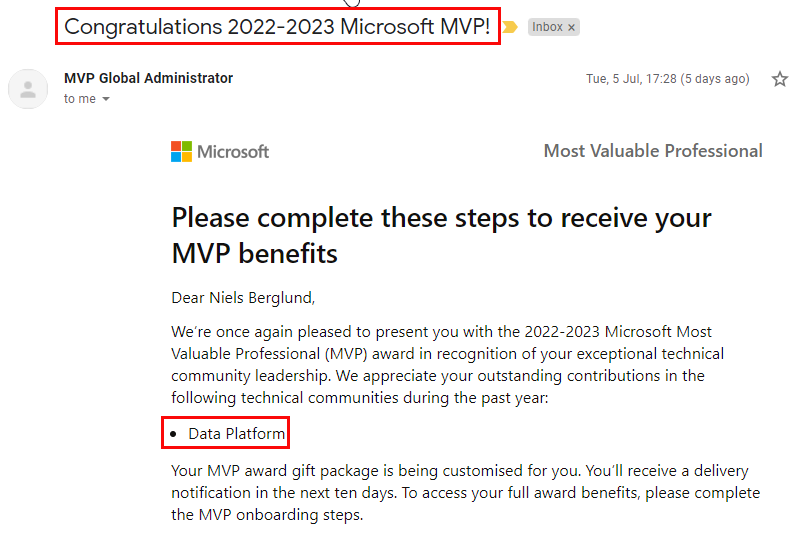 Congratulations 2022-2023 Microsoft MVP!
Inbox ×
MVP Global Administrator
Tue, 5 Jul, 17:28 (5 days ago)
to me
Microsoft
Most Valuable Professional
Please complete these steps to receive your
MVP benefits
Dear Niels Berglund,
We're once again pleased to present you with the 2022-2023 Microsoft Most
Valuable Professional (MVP) award in recognition of your exceptional technical
community leadership. We appreciate your outstanding contributions in the
following technical communities during the past year:
• Data Platform
Your MVP award gift package is being customised for you. You'll receive a delivery
notification in the next ten days. To access your full award benefits, please complete
the MVP onboarding steps.